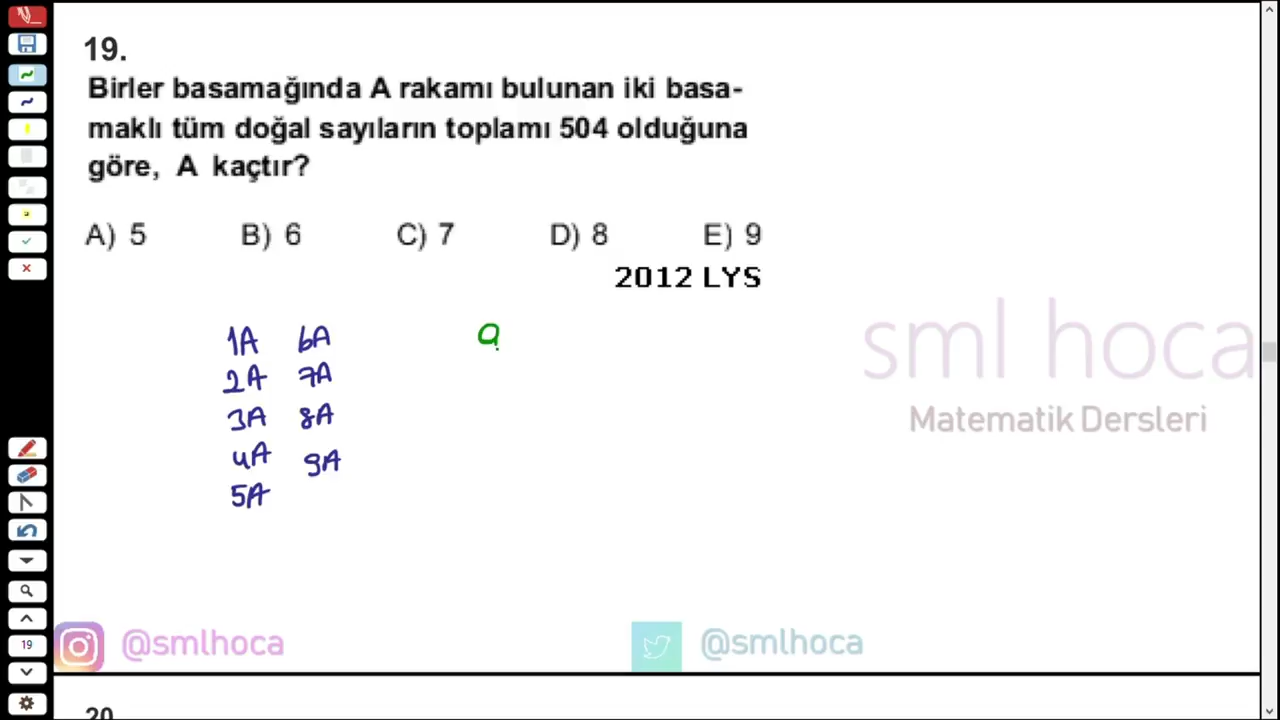 19.
Birler basamağında A rakamı bulunan iki basa-
maklı tüm doğal sayıların toplamı 504 olduğuna
göre, A kaçtır?
A) 5 B) 6 C) 7 D) 8 E) 9
2012 LYS
1A 6A
2A 7A
3A 8A
4A 9A
5A
9
sml hoca
Matematik Dersleri
19
@smlhoca @smlhoca
20